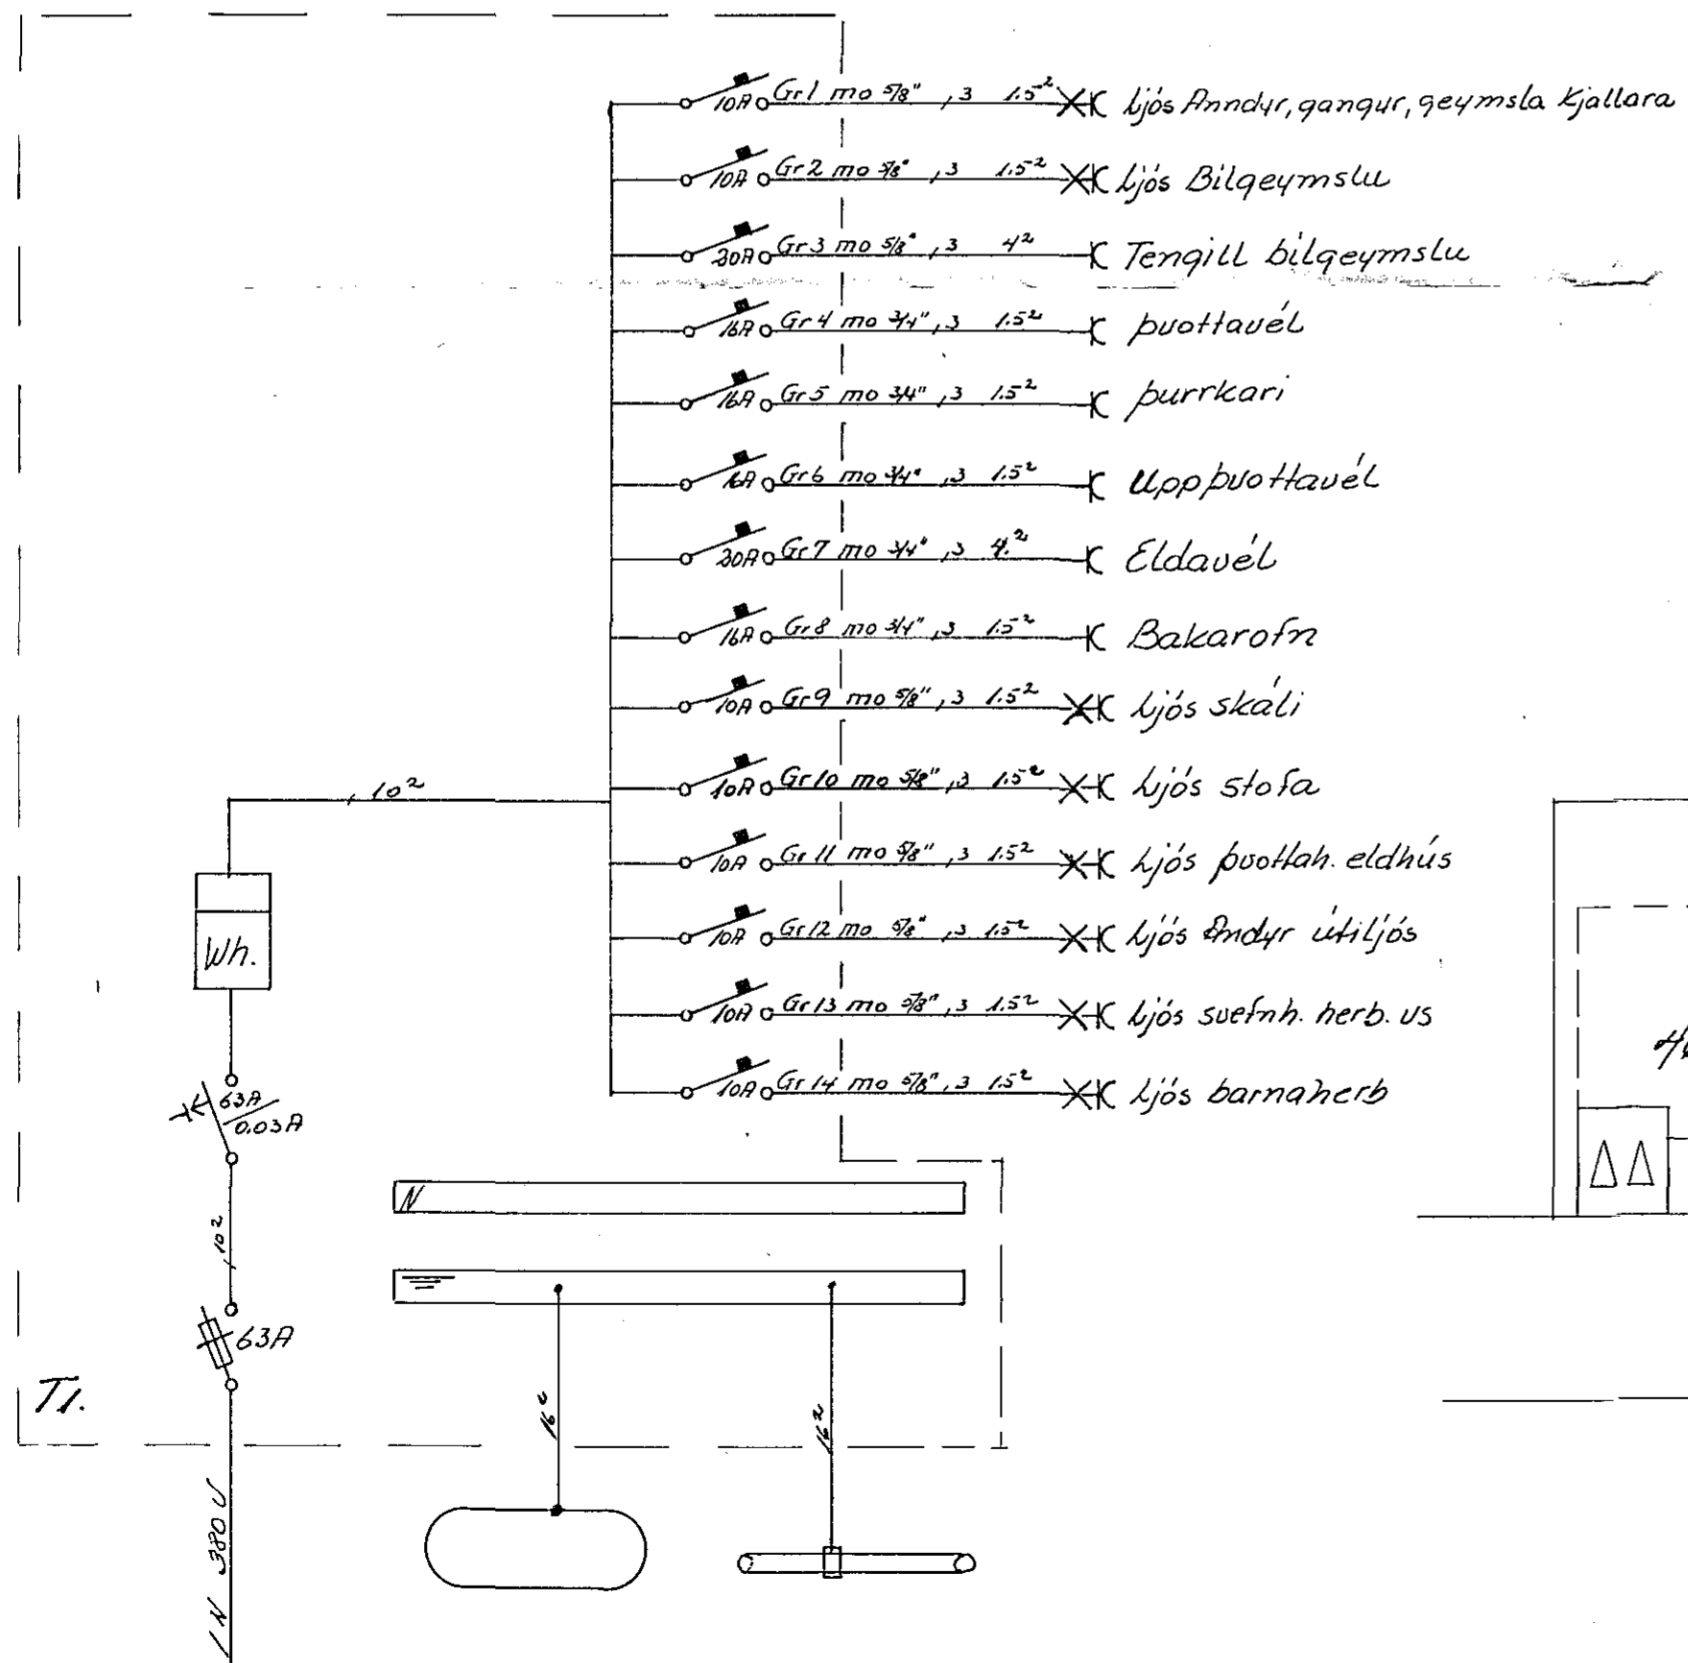 10A Gr1 mo 5/8" ,3 1.5² Ljós Anndyr, gangur, geymsla Kjallara
10A Gr2 mo 5/8" ,3 1.5² Ljós Bílgeymslu
20A Gr3 mo 5/8" ,3 4² Tengill bílgeymslu
16A Gr4 mo 3/4" ,3 1.5² Þvottavél
16A Gr5 mo 3/4" ,3 1.5² Þurrkari
16A Gr6 mo 3/4" ,3 1.5² Uppþvottavél
20A Gr7 mo 3/4" ,3 4.² Eldavél
16A Gr8 mo 3/4" ,3 1.5² Bakarofn
10A Gr9 mo 5/8" ,3 1.5² Ljós skáli
10A Gr10 mo 5/8" ,3 1.5² Ljós stofa
, 10²
10A Gr11 mo 5/8" ,3 1.5² Ljós þvottah. eldhús
10A Gr12 mo 5/8" ,3 1.5² Ljós Andyr útiljós
Wh.
10A Gr13 mo 5/8" ,3 1.5² Ljós svefnh. herb. us
10A Gr14 mo 5/8" ,3 1.5² Ljós barnaherb
63A
0.03A
N
,10²
63A
T1.
16²
16²
1N 380V